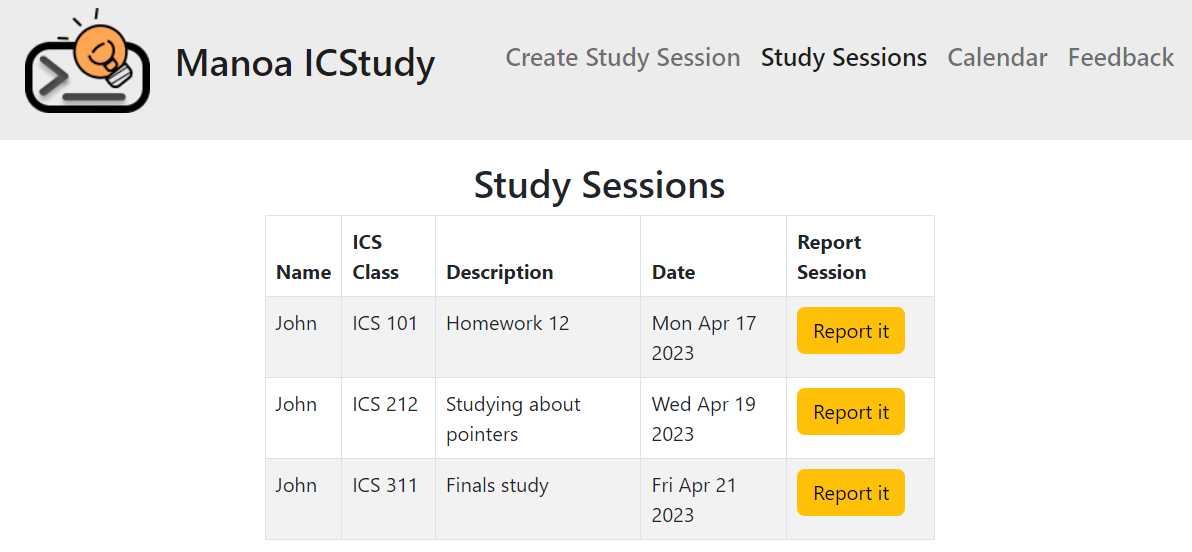 Manoa ICStudy
Create Study Session Study Sessions Calendar Feedback
Study Sessions
Name ICS Class Description Date Report Session
John ICS 101 Homework 12 Mon Apr 17 2023 Report it
John ICS 212 Studying about pointers Wed Apr 19 2023 Report it
John ICS 311 Finals study Fri Apr 21 2023 Report it